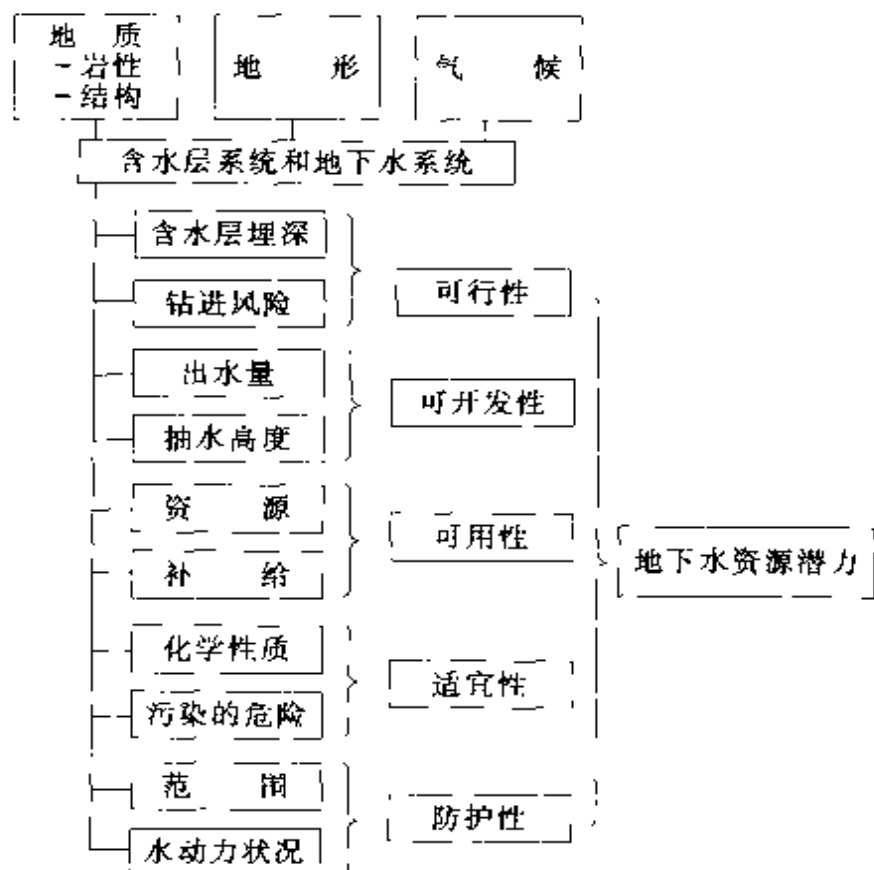 地 质
-岩性
-结构
地 形
气 候
含水层系统和地下水系统
含水层埋深
钻进风险
可行性
出水量
抽水高度
可开发性
资 源
补 给
可用性
地下水资源潜力
化学性质
污染的危险
适宜性
范 围
水动力状况
防护性